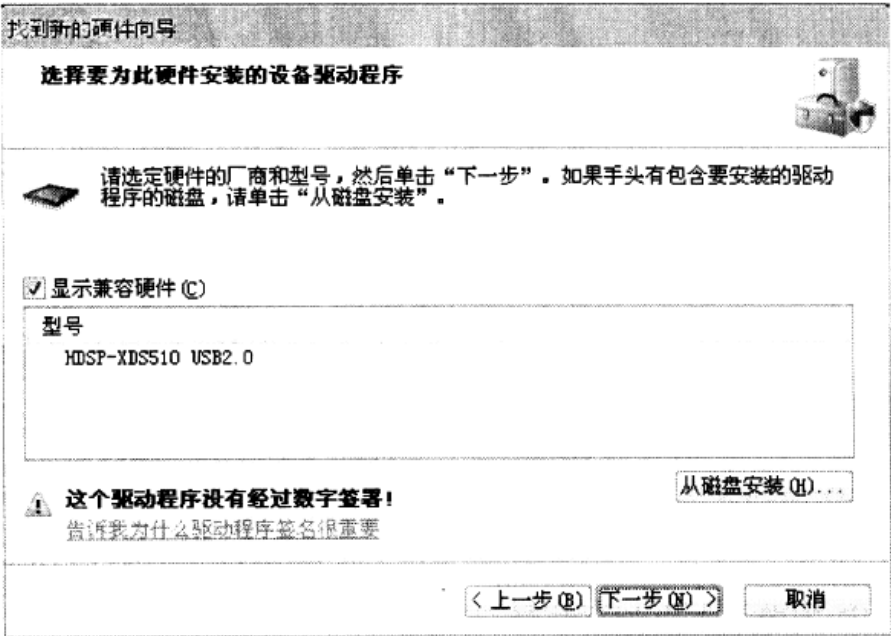 找到新的硬件向导
选择要为此硬件安装的设备驱动程序
请选定硬件的厂商和型号，然后单击“下一步”。如果手头有包含要安装的驱动
程序的磁盘，请单击“从磁盘安装”。
显示兼容硬件(C)
型号
HDSP-XDS510 USB2.0
这个驱动程序没有经过数字签署!
从磁盘安装(H)...
告诉我为什么驱动程序签名很重要
< 上一步(B)
下一步(N) >
取消